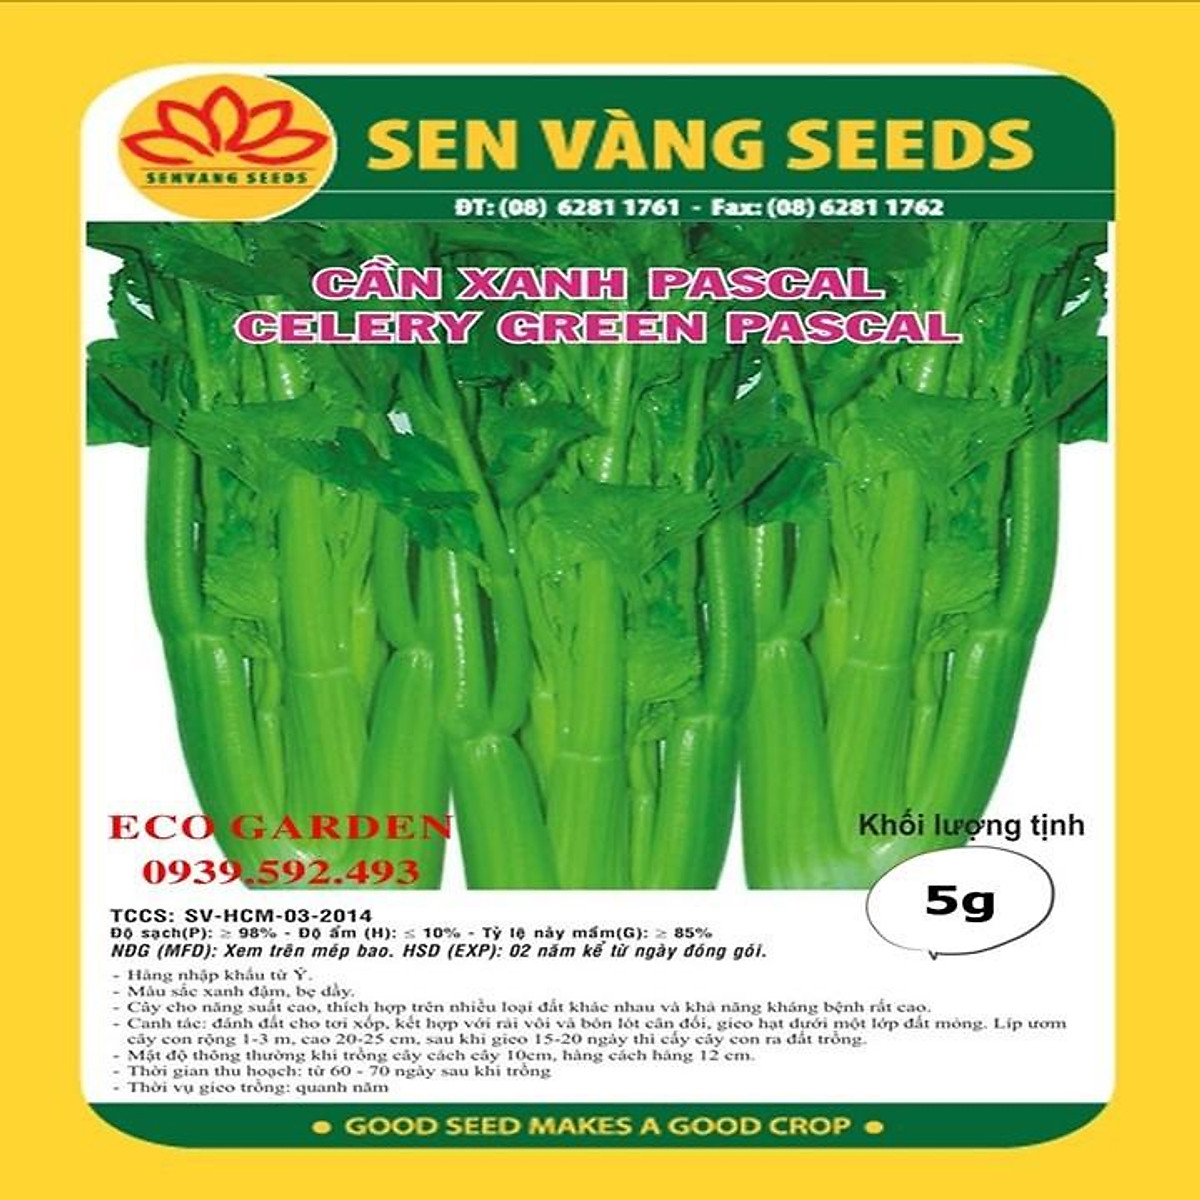 SENVANG SEEDS
SEN VÀNG SEEDS
ĐT: (08) 6281 1761 - Fax: (08) 6281 1762
CẦN XANH PASCAL
CELERY GREEN PASCAL
ECO GARDEN
0939.592.493
Khối lượng tịnh
5g
TCCS: SV-HCM-03-2014
Độ sạch(P): ≥ 98% - Độ ẩm (H): ≤ 10% - Tỷ lệ nảy mầm(G): ≥ 85%
NĐG (MFD): Xem trên mép bao. HSD (EXP): 02 năm kể từ ngày đóng gói.
- Hàng nhập khẩu từ Ý.
- Màu sắc xanh đậm, bẹ dầy.
- Cây cho năng suất cao, thích hợp trên nhiều loại đất khác nhau và khả năng kháng bệnh rất cao.
- Canh tác: đánh đất cho tơi xốp, kết hợp với rải vôi và bón lót cân đối, gieo hạt dưới một lớp đất mỏng. Líp ươm
cây con rộng 1-3 m, cao 20-25 cm, sau khi gieo 15-20 ngày thì cấy cây con ra đất trồng.
- Mật độ thông thường khi trồng cây cách cây 10cm, hàng cách hàng 12 cm.
- Thời gian thu hoạch: từ 60 - 70 ngày sau khi trồng
- Thời vụ gieo trồng: quanh năm
● GOOD SEED MAKES A GOOD CROP ●